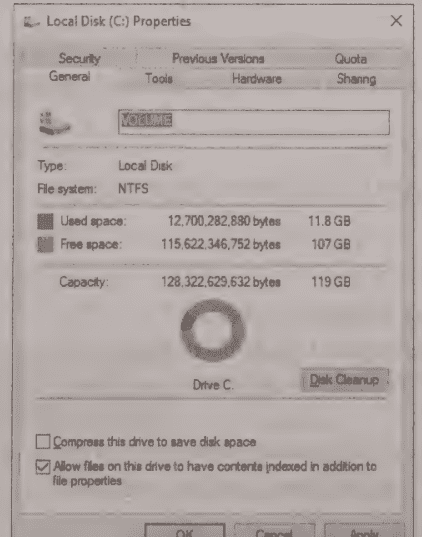 Local Disk (C:) Properties
Security Previous Versions Quota
General Tools Hardware Sharing
VOLUME
Type: Local Disk
File system: NTFS
Used space: 12,700,282,880 bytes 11.8 GB
Free space: 115,622,346,752 bytes 107 GB
Capacity: 128,322,629,632 bytes 119 GB
Drive C.
Disk Cleanup
Compress this drive to save disk space
Allow files on this drive to have contents indexed in addition to
file properties
OK Cancel Apply